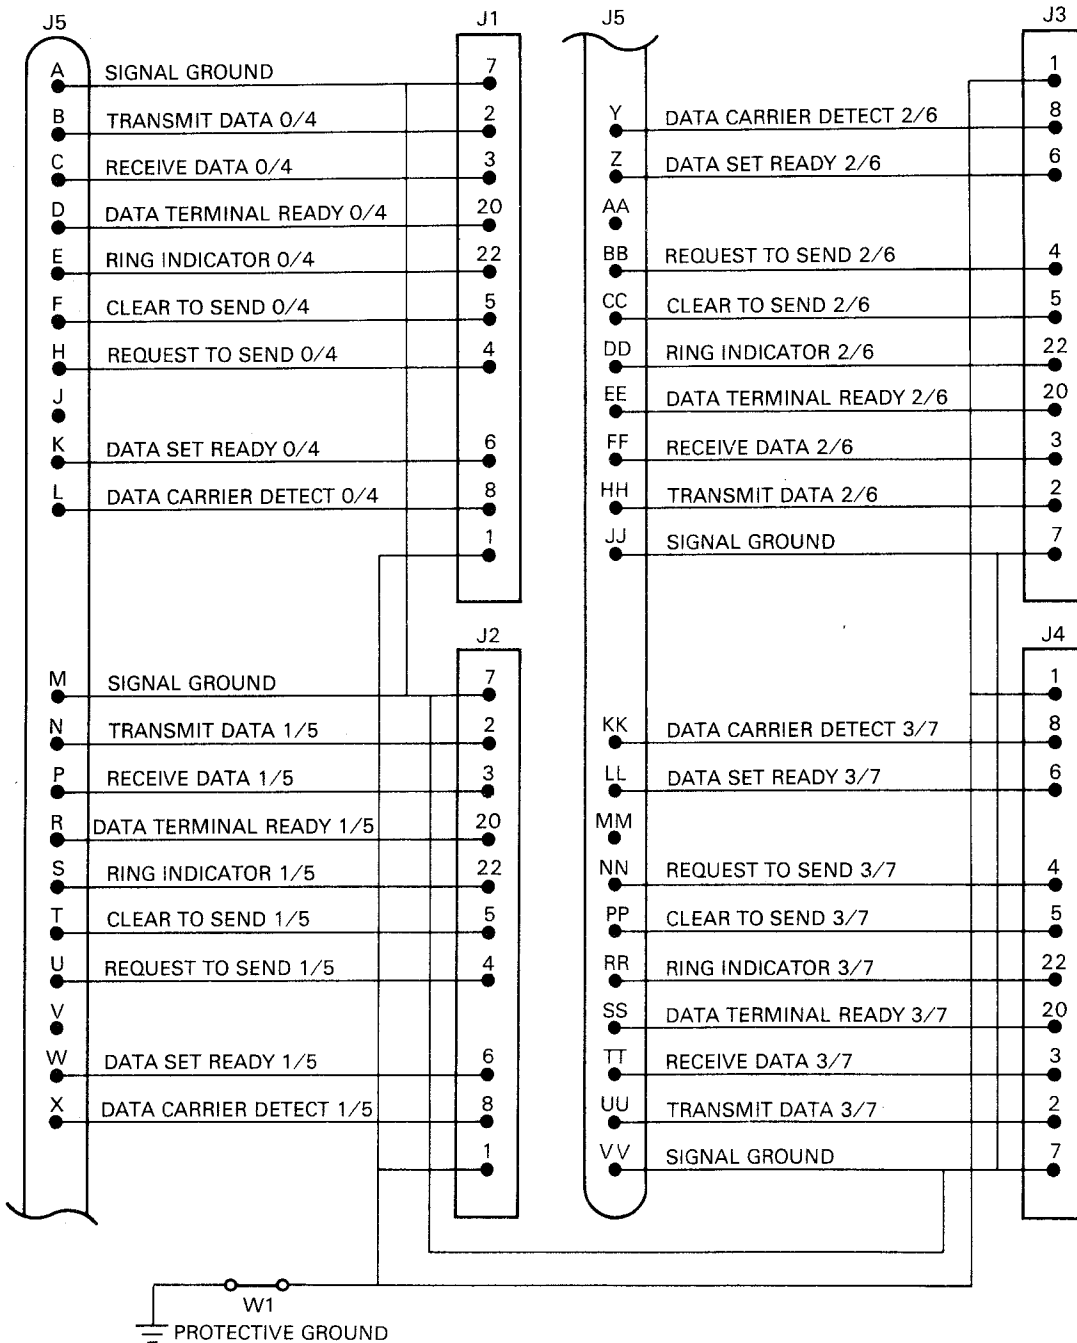 J5 J1
A SIGNAL GROUND 7
B TRANSMIT DATA 0/4 2
C RECEIVE DATA 0/4 3
D DATA TERMINAL READY 0/4 20
E RING INDICATOR 0/4 22
F CLEAR TO SEND 0/4 5
H REQUEST TO SEND 0/4 4
J
K DATA SET READY 0/4 6
L DATA CARRIER DETECT 0/4 8
1
J2
M SIGNAL GROUND 7
N TRANSMIT DATA 1/5 2
P RECEIVE DATA 1/5 3
R DATA TERMINAL READY 1/5 20
S RING INDICATOR 1/5 22
T CLEAR TO SEND 1/5 5
U REQUEST TO SEND 1/5 4
V
W DATA SET READY 1/5 6
X DATA CARRIER DETECT 1/5 8
1
W1
PROTECTIVE GROUND
J5 J3
1
Y DATA CARRIER DETECT 2/6 8
Z DATA SET READY 2/6 6
AA
BB REQUEST TO SEND 2/6 4
CC CLEAR TO SEND 2/6 5
DD RING INDICATOR 2/6 22
EE DATA TERMINAL READY 2/6 20
FF RECEIVE DATA 2/6 3
HH TRANSMIT DATA 2/6 2
JJ SIGNAL GROUND 7
J4
1
KK DATA CARRIER DETECT 3/7 8
LL DATA SET READY 3/7 6
MM
NN REQUEST TO SEND 3/7 4
PP CLEAR TO SEND 3/7 5
RR RING INDICATOR 3/7 22
SS DATA TERMINAL READY 3/7 20
TT RECEIVE DATA 3/7 3
UU TRANSMIT DATA 3/7 2
VV SIGNAL GROUND 7